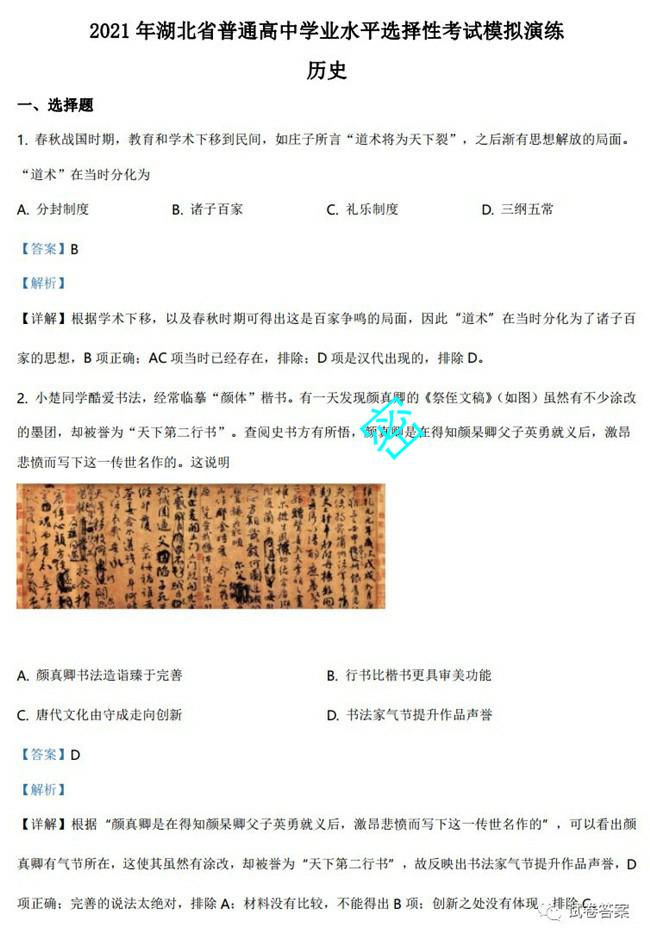 2021 年湖北省普通高中学业水平选择性考试模拟演练
历史
一、选择题
1. 春秋战国时期，教育和学术下移到民间，如庄子所言“道术将为天下裂”，之后渐有思想解放的局面。
“道术”在当时分化为
A. 分封制度 B. 诸子百家 C. 礼乐制度 D. 三纲五常
【答案】B
【解析】
【详解】根据学术下移，以及春秋时期可得出这是百家争鸣的局面，因此“道术”在当时分化为了诸子百
家的思想，B 项正确；AC 项当时已经存在，排除；D 项是汉代出现的，排除 D。
2. 小楚同学酷爱书法，经常临摹“颜体”楷书。有一天发现颜真卿的《祭侄文稿》（如图）虽然有不少涂改
的墨团，却被誉为“天下第二行书”。查阅史书方有所悟，颜真卿是在得知颜杲卿父子英勇就义后，激昂
悲愤而写下这一传世名作的。这说明
密
A. 颜真卿书法造诣臻于完善 B. 行书比楷书更具审美功能
C. 唐代文化由守成走向创新 D. 书法家气节提升作品声誉
【答案】D
【解析】
【详解】根据“颜真卿是在得知颜杲卿父子英勇就义后，激昂悲愤而写下这一传世名作的”，可以看出颜
真卿有气节所在，这使其虽然有涂改，却被誉为“天下第二行书”，故反映出书法家气节提升作品声誉，D
项正确；完善的说法太绝对，排除 A；材料没有比较，不能得出 B 项；创新之处没有体现，排除 C。
试卷答案